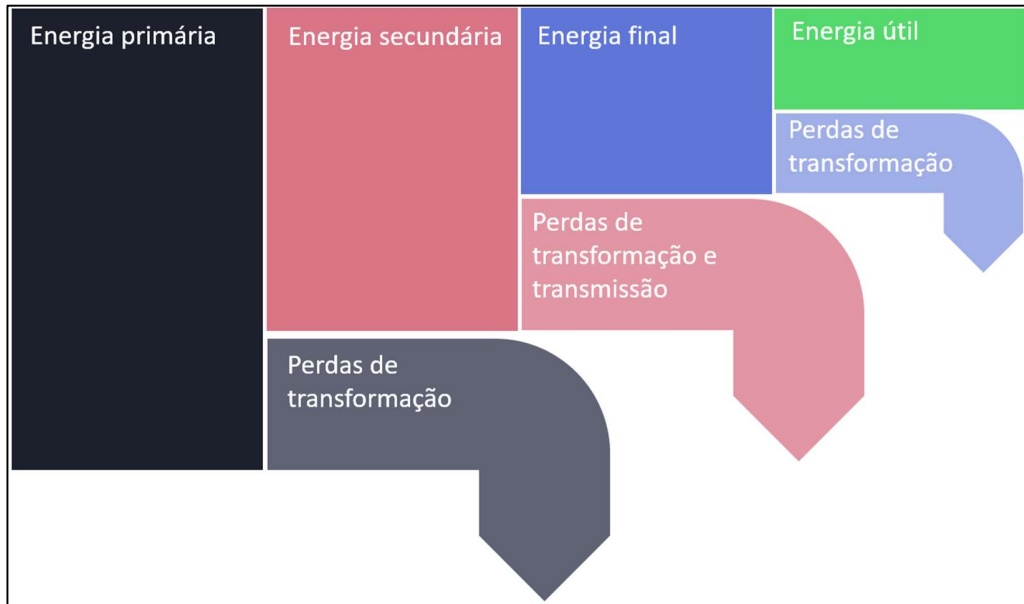 Energia primária
Energia secundária
Energia final
Energia útil
Perdas de
transformação
Perdas de
transformação e
transmissão
Perdas de
transformação